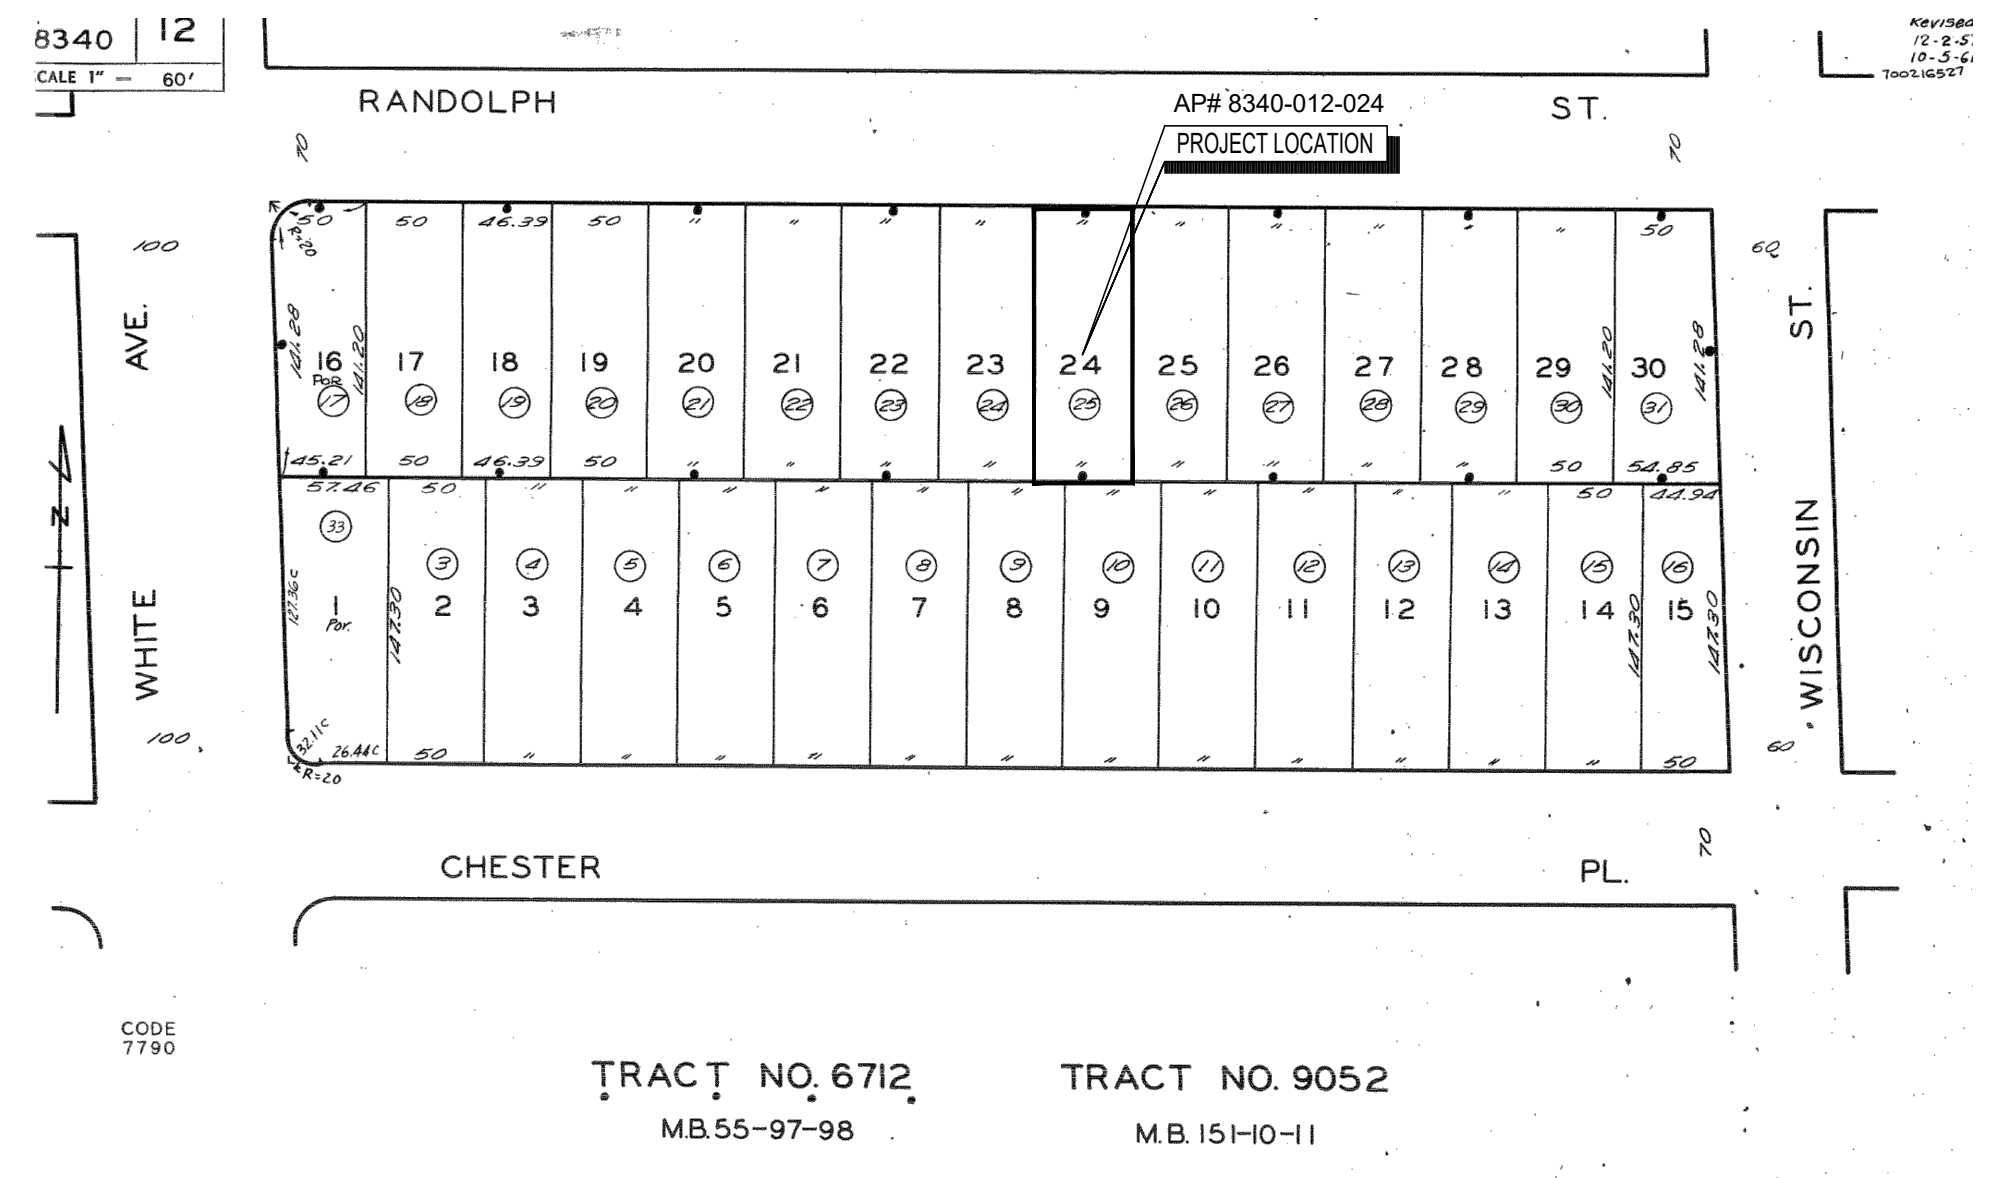 8340 12
SCALE 1" = 60'
Revised
12-2-5
10-5-61
700216527
RANDOLPH ST.
AP# 8340-012-024
PROJECT LOCATION
70 70
50 50 46.39 50 " " " " " " " " " " 50
R=20
100 60
AVE. ST.
141.28 141.20 141.20 141.28
16 17 18 19 20 21 22 23 24 25 26 27 28 29 30
POR
17 18 19 20 21 22 23 24 25 26 27 28 29 30 31
45.21 50 46.39 50 " " " " " " " " " 50 54.85
57.46 50 " " " " " " " " " " " 50 44.94
N
33 3 4 5 6 7 8 9 10 11 12 13 14 15 16
1 2 3 4 5 6 7 8 9 10 11 12 13 14 15
Por.
127.36c 147.30 147.30 147.30
WHITE WISCONSIN
100 60
32.11c 26.44c 50 " " " " " " " " " " " " 50
R=20
CHESTER PL.
70
CODE
7790
TRACT NO. 6712 TRACT NO. 9052
M.B. 55-97-98 M.B. 151-10-11